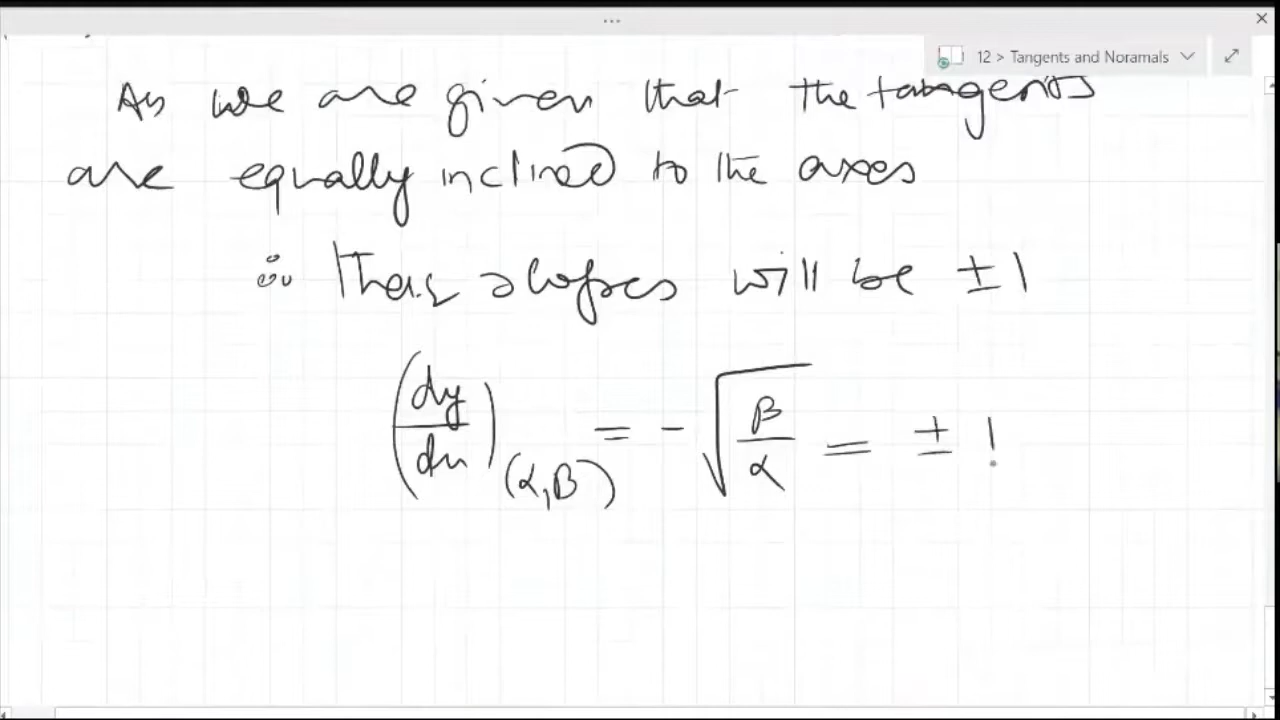 12 > Tangents and Noramals
As we are given that the tangents
are equally inclined to the axes
∴ their slopes will be ± 1
(dy/dx)(α,β) = - √(β/α) = ± 1